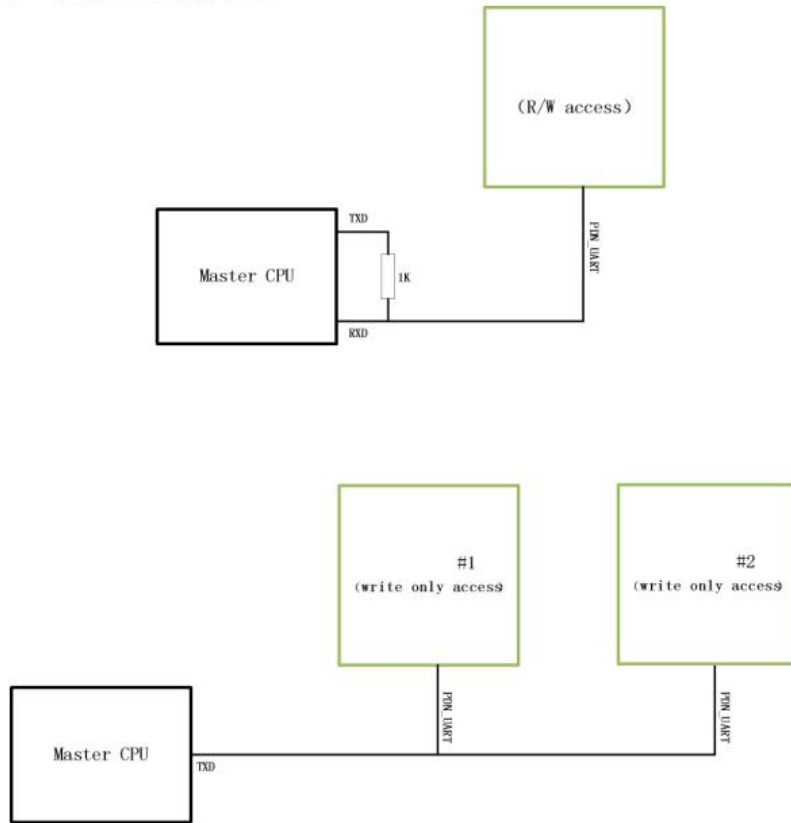 (R/W access)
TXD
PDN_UART
Master CPU
1K
RXD
#1
(write only access)
#2
(write only access)
PDN_UART
PDN_UART
Master CPU
TXD